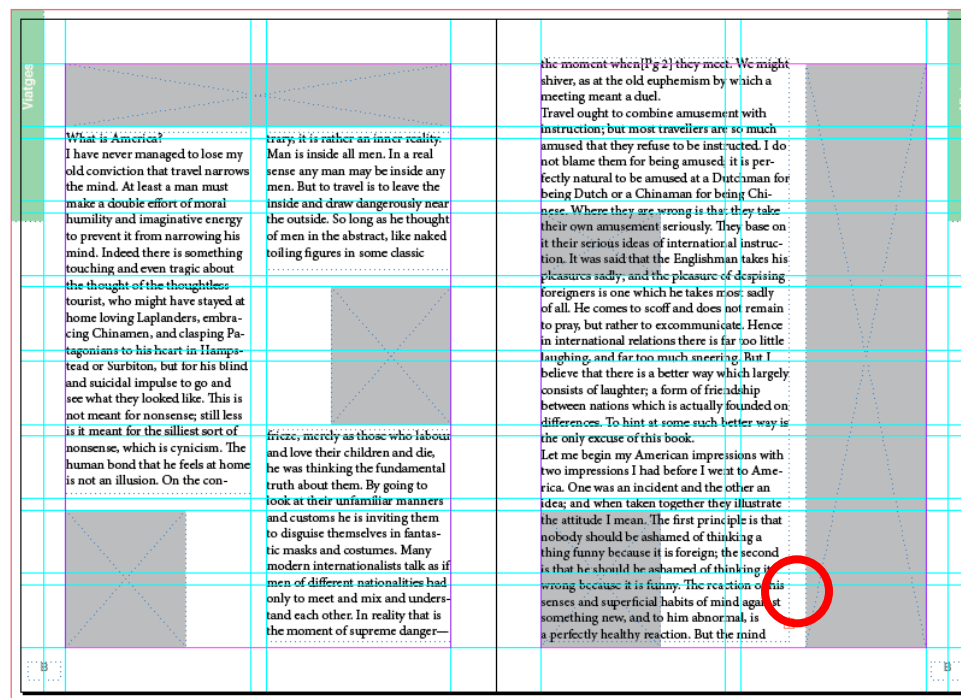 Viatges
What is America?
I have never managed to lose my
old conviction that travel narrows
the mind. At least a man must
make a double effort of moral
humility and imaginative energy
to prevent it from narrowing his
mind. Indeed there is something
touching and even tragic about
the thought of the thoughtless
tourist, who might have stayed at
home loving Laplanders, embra-
cing Chinamen, and clasping Pa-
tagonians to his heart in Hamps-
tead or Surbiton, but for his blind
and suicidal impulse to go and
see what they looked like. This is
not meant for nonsense; still less
is it meant for the silliest sort of
nonsense, which is cynicism. The
human bond that he feels at home
is not an illusion. On the con-
trary, it is rather an inner reality.
Man is inside all men. In a real
sense any man may be inside any
men. But to travel is to leave the
inside and draw dangerously near
the outside. So long as he thought
of men in the abstract, like naked
toiling figures in some classic
frieze, merely as those who labour
and love their children and die,
he was thinking the fundamental
truth about them. By going to
look at their unfamiliar manners
and customs he is inviting them
to disguise themselves in fantas-
tic masks and costumes. Many
modern internationalists talk as if
men of different nationalities had
only to meet and mix and unders-
tand each other. In reality that is
the moment of supreme danger—
the moment when[Pg 2] they meet. We might
shiver, as at the old euphemism by which a
meeting meant a duel.
Travel ought to combine amusement with
instruction; but most travellers are so much
amused that they refuse to be instructed. I do
not blame them for being amused; it is per-
fectly natural to be amused at a Dutchman for
being Dutch or a Chinaman for being Chi-
nese. Where they are wrong is that they take
their own amusement seriously. They base on
it their serious ideas of international instruc-
tion. It was said that the Englishman takes his
pleasures sadly; and the pleasure of despising
foreigners is one which he takes most sadly
of all. He comes to scoff and does not remain
to pray, but rather to excommunicate. Hence
in international relations there is far too little
laughing, and far too much sneering. But I
believe that there is a better way which largely
consists of laughter; a form of friendship
between nations which is actually founded on
differences. To hint at some such better way is
the only excuse of this book.
Let me begin my American impressions with
two impressions I had before I went to Ame-
rica. One was an incident and the other an
idea; and when taken together they illustrate
the attitude I mean. The first principle is that
nobody should be ashamed of thinking a
thing funny because it is foreign; the second
is that he should be ashamed of thinking it
wrong because it is funny. The reaction of his
senses and superficial habits of mind against
something new, and to him abnormal, is
a perfectly healthy reaction. But the mind
B
B